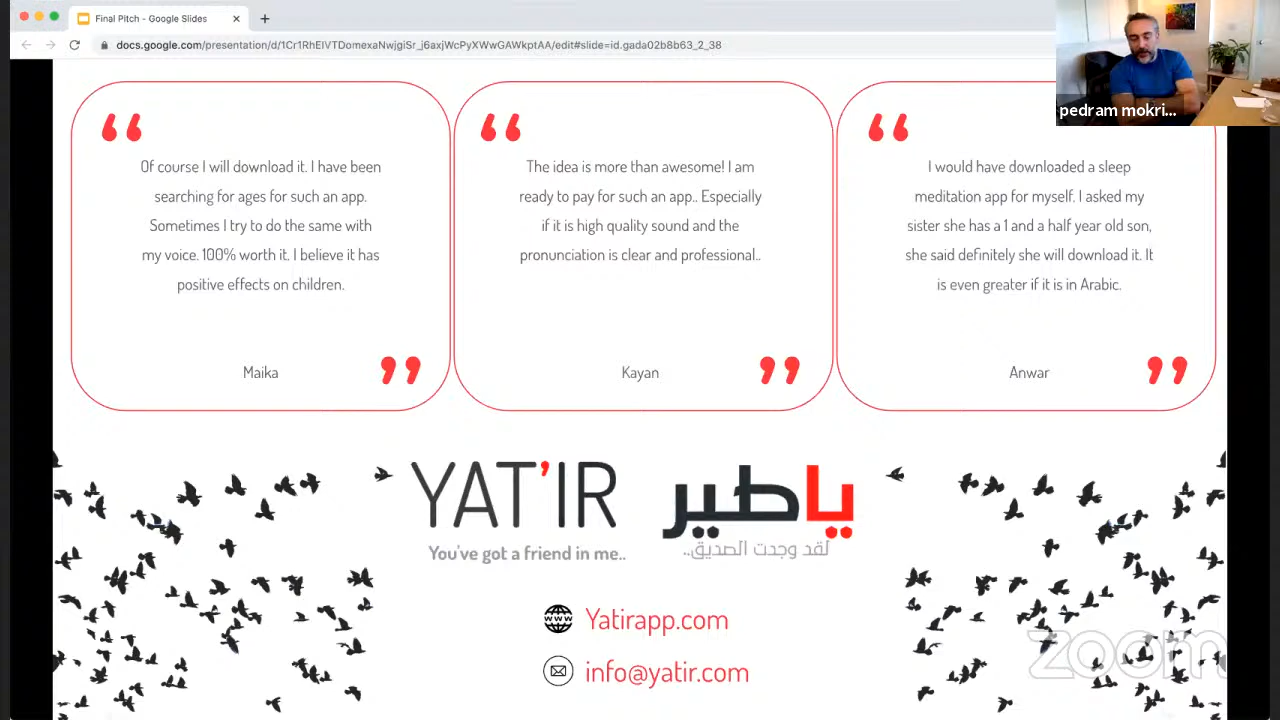 Final Pitch - Google Slides
docs.google.com/presentation/d/1Cr1RhEIVTDomexaNwjgiSr_j6axjWcPyXWwGAWkptAA/edit#slide=id.gada02b8b63_2_38
pedram mokri...
Of course I will download it. I have been
searching for ages for such an app.
Sometimes I try to do the same with
my voice. 100% worth it. I believe it has
positive effects on children.
Maika
The idea is more than awesome! I am
ready to pay for such an app.. Especially
if it is high quality sound and the
pronunciation is clear and professional..
Kayan
I would have downloaded a sleep
meditation app for myself. I asked my
sister she has a 1 and a half year old son,
she said definitely she will download it. It
is even greater if it is in Arabic.
Anwar
YAT'IR
You've got a friend in me..
ياطير
لقد وجدت الصديق..
www
Yatirapp.com
info@yatir.com
zoom